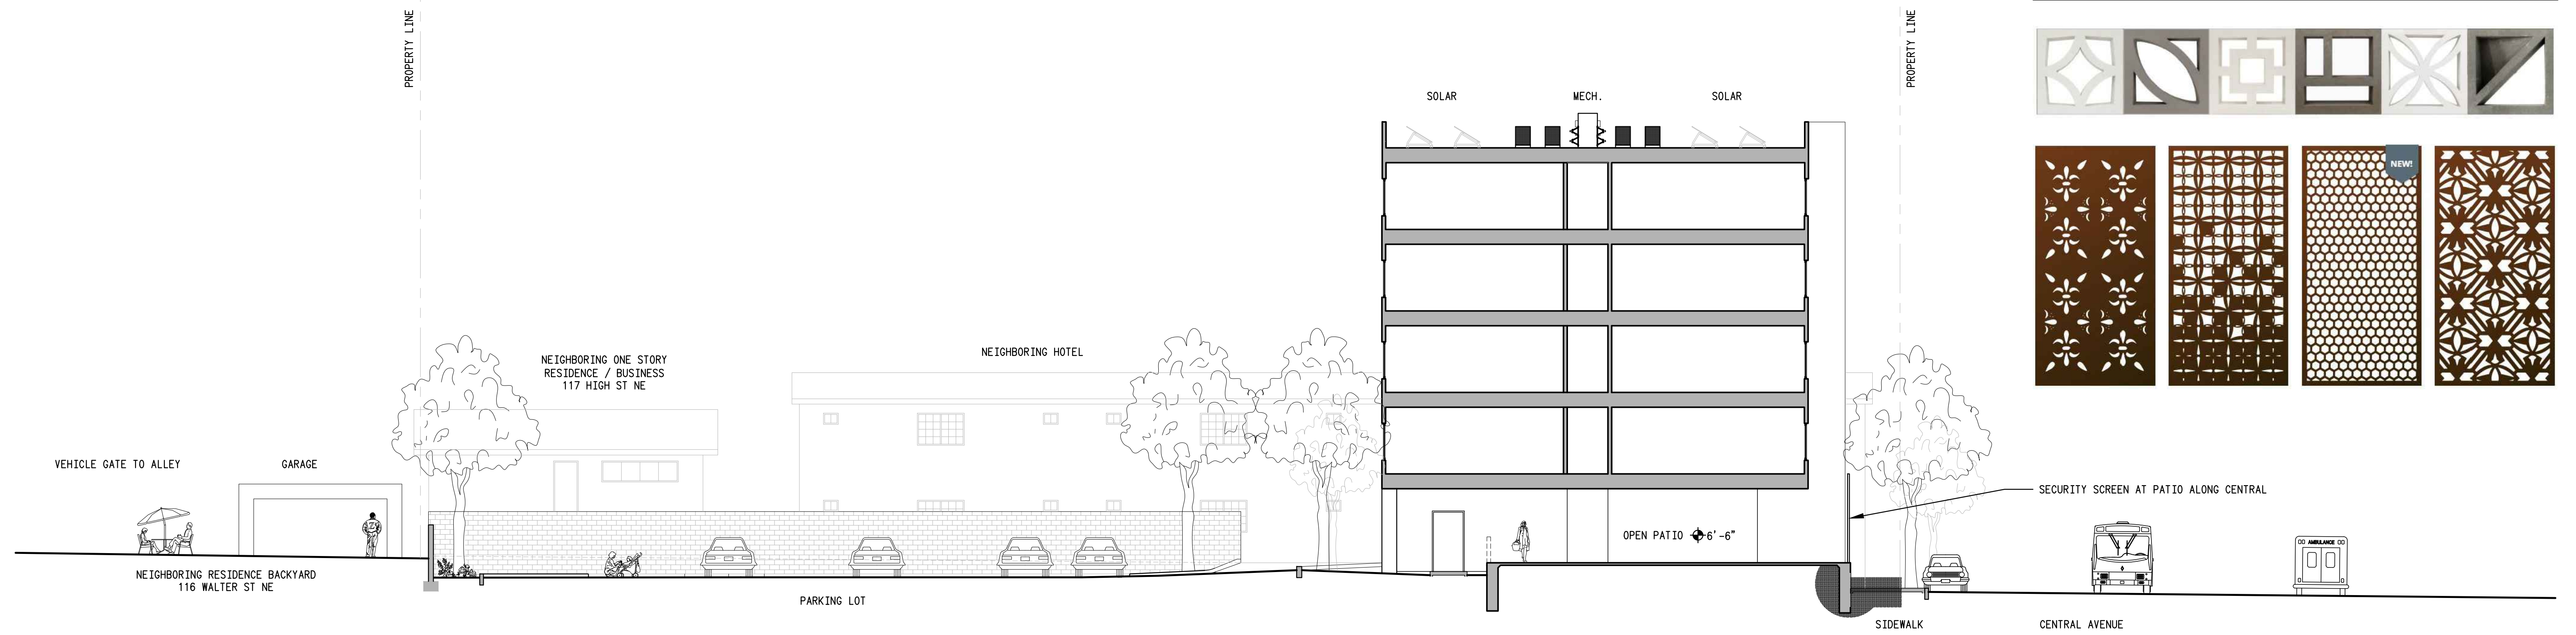 PROPERTY LINE
PROPERTY LINE
SOLAR
MECH.
SOLAR
NEW!
NEIGHBORING ONE STORY
RESIDENCE / BUSINESS
117 HIGH ST NE
NEIGHBORING HOTEL
VEHICLE GATE TO ALLEY
GARAGE
SECURITY SCREEN AT PATIO ALONG CENTRAL
OPEN PATIO
6'-6"
AMBULANCE
NEIGHBORING RESIDENCE BACKYARD
116 WALTER ST NE
PARKING LOT
SIDEWALK
CENTRAL AVENUE